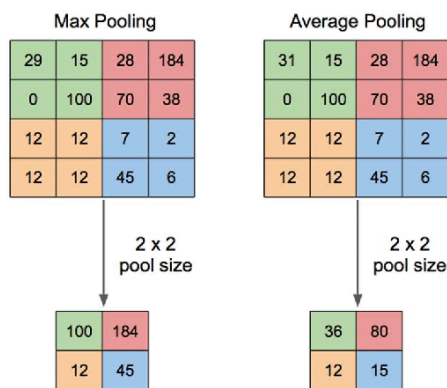 Max Pooling
29 15 28 184
0 100 70 38
12 12 7 2
12 12 45 6
2 x 2
pool size
100 184
12 45
Average Pooling
31 15 28 184
0 100 70 38
12 12 7 2
12 12 45 6
2 x 2
pool size
36 80
12 15